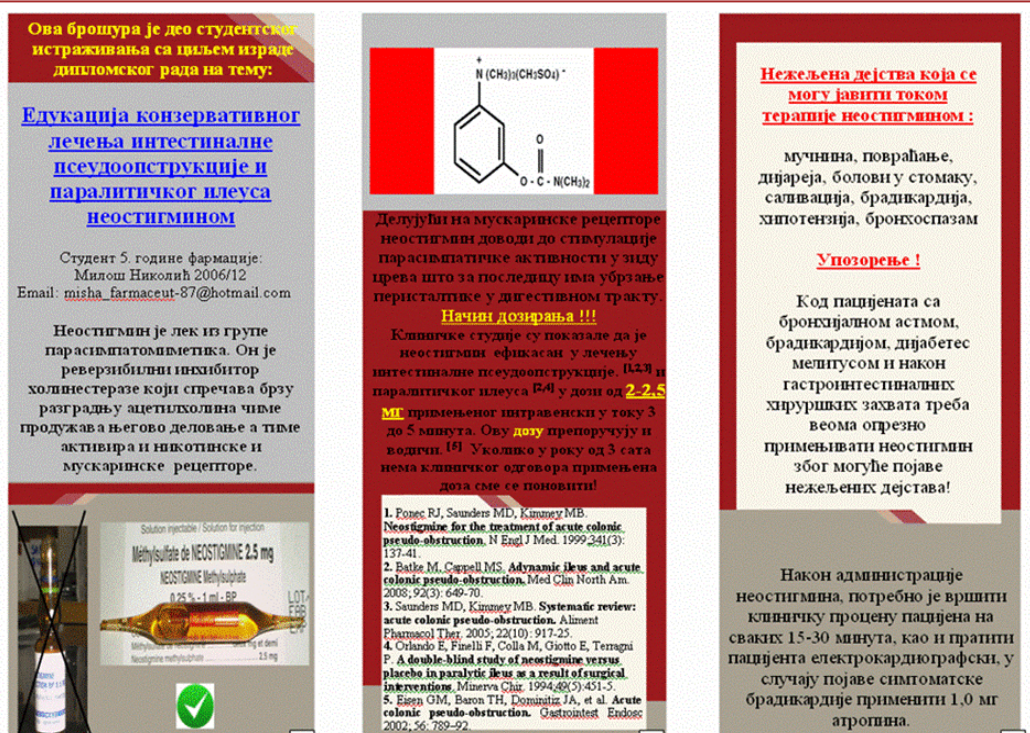 Ова брошура је део студентског
истраживања са циљем израде
дипломског рада на тему:
Едукација конзервативног
лечења интестиналне
псеудоопструкције и
паралитичког илеуса
неостигмином
Студент 5. године фармације:
Милош Николић 2006/12
Email: misha_farmaceut-87@hotmail.com
Неостигмин је лек из групе
парасимпатомиметика. Он је
реверзибилни инхибитор
холинестеразе који спречава брзу
разградњу ацетилхолина чиме
продужава његово деловање а тиме
активира и никотинске и
мускаринске рецепторе.
Solution injectable / Solution for injection
Méthylsulfate de NEOSTIGMINE 2.5 mg
NEOSTIGMINE Methylsulphate
0.25 % - 1 ml - BP
LOT
FAB
Neostigmine methylsulphate
2.5 mg
+
N (CH3)3(CH3SO4) -
O
O - C - N(CH3)2
Делујући на мускаринске рецепторе
неостигмин доводи до стимулације
парасимпатичке активности у зиду
црева што за последицу има убрзање
перисталтике у дигестивном тракту.
Начин дозирања !!!
Клиничке студије су показале да је
неостигмин ефикасан у лечењу
интестиналне псеудоопструкције. [1,2,3] и
паралитичког илеуса [2,4] у дози од 2-2,5
мг примењеног интравенски у току 3
до 5 минута. Ову дозу препоручују и
водичи. [5] Уколико у року од 3 сата
нема клиничког одговора примењена
доза сме се поновити!
1. Ponec RJ, Saunders MD, Kimmey MB.
Neostigmine for the treatment of acute colonic
pseudo-obstruction. N Engl J Med. 1999;341(3):
137-41.
2. Batke M, Cappell MS. Adynamic ileus and acute
colonic pseudo-obstruction. Med Clin North Am.
2008; 92(3): 649-70.
3. Saunders MD, Kimmey MB. Systematic review:
acute colonic pseudo-obstruction. Aliment
Pharmacol Ther. 2005; 22(10): 917-25.
4. Orlando E, Finelli F, Colla M, Giotto E, Terragni
P. A double-blind study of neostigmine versus
placebo in paralytic ileus as a result of surgical
interventions. Minerva Chir. 1994;49(5):451-5.
5. Eisen GM, Baron TH, Dominitiz JA, et al. Acute
colonic pseudo-obstruction. Gastrointest Endosc
2002; 56: 789–92.
Нежељена дејства која се
могу јавити током
терапије неостигмином :
мучнина, повраћање,
дијареја, болови у стомаку,
саливација, брадикардија,
хипотензија, бронхоспазам
Упозорење !
Код пацијената са
бронхијалном астмом,
брадикардијом, дијабетес
мелитусом и након
гастроинтестиналних
хируршких захвата треба
веома опрезно
примењивати неостигмин
због могуће појаве
нежељених дејстава!
Након администрације
неостигмина, потребно је вршити
клиничку процену пацијена на
сваких 15-30 минута, као и пратити
пацијента електрокардиографски, у
случају појаве симптоматске
брадикардије применити 1,0 мг
атропина.